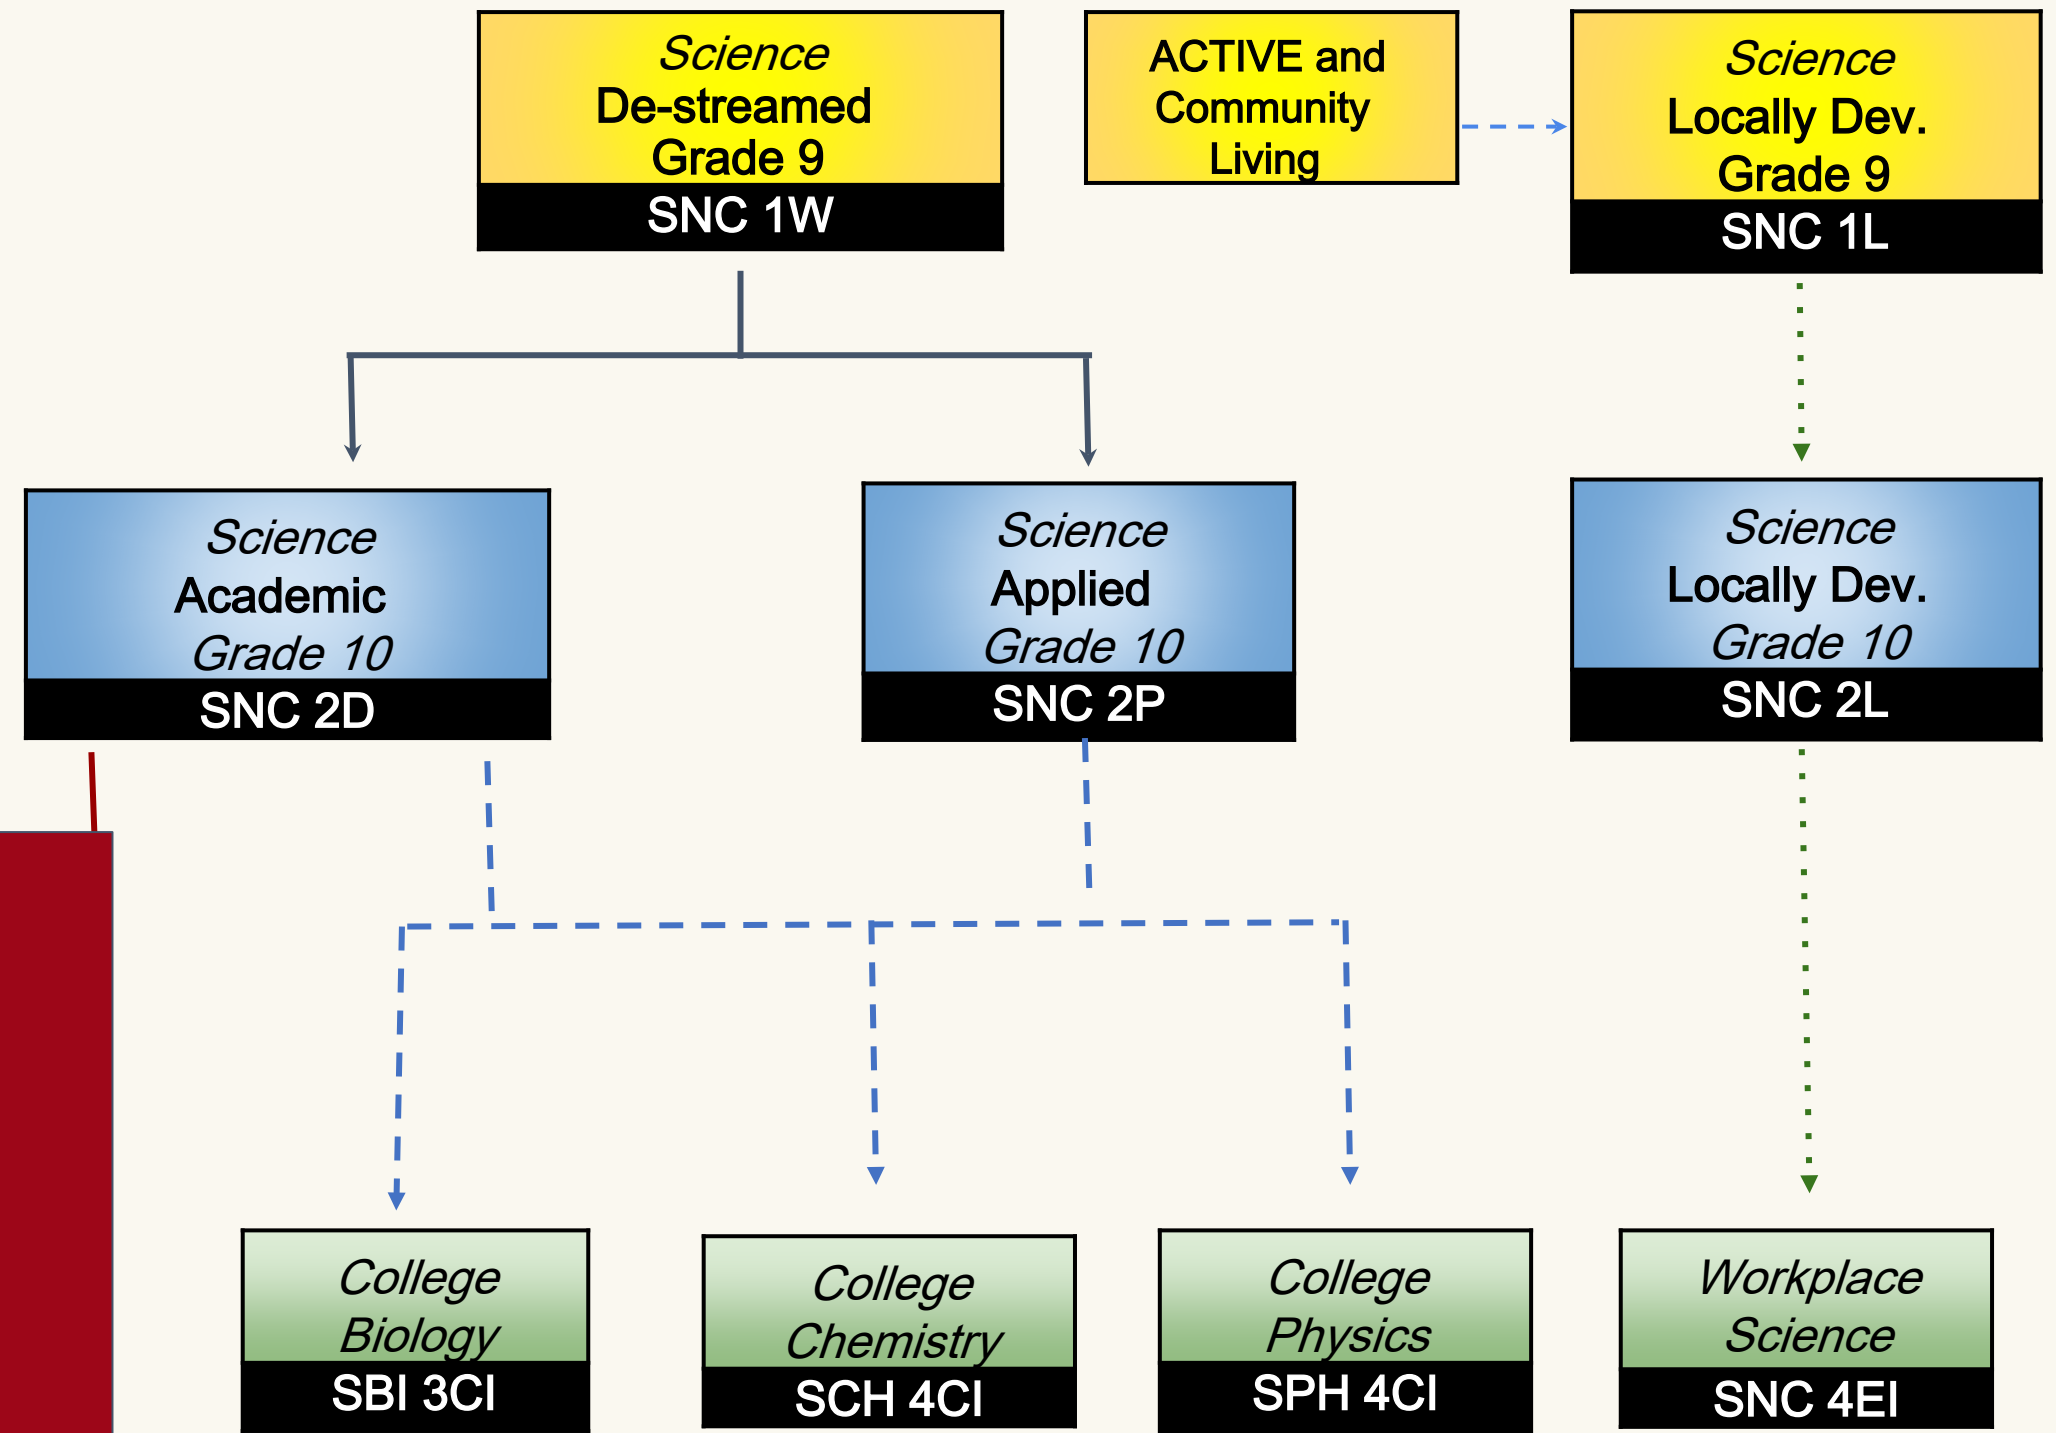 Science
De-streamed
Grade 9
SNC 1W
ACTIVE and
Community
Living
Science
Locally Dev.
Grade 9
SNC 1L
Science
Academic
Grade 10
SNC 2D
Science
Applied
Grade 10
SNC 2P
Science
Locally Dev.
Grade 10
SNC 2L
College
Biology
SBI 3CI
College
Chemistry
SCH 4CI
College
Physics
SPH 4CI
Workplace
Science
SNC 4EI